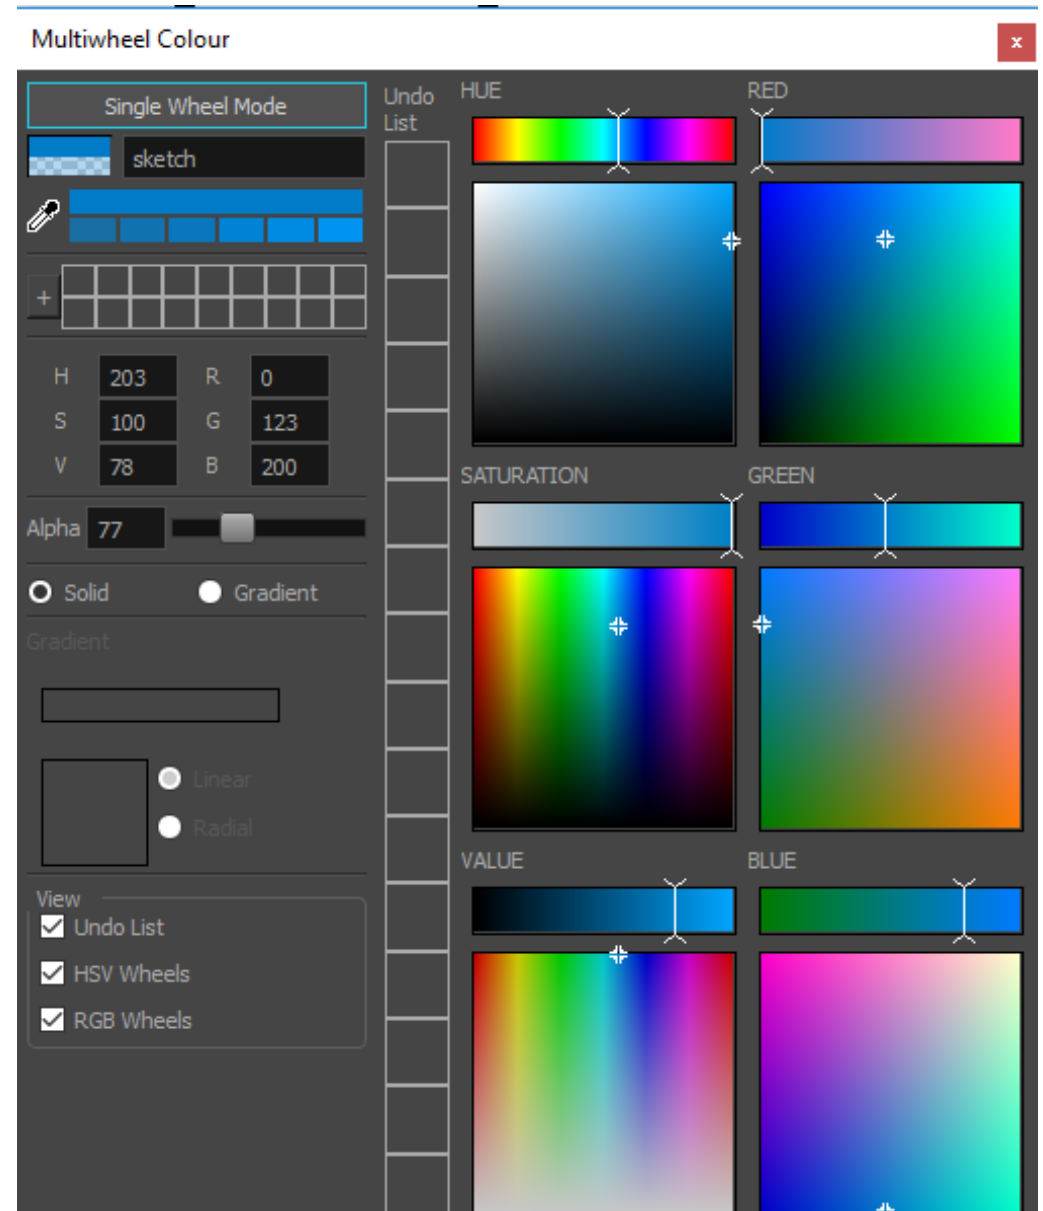 Multiwheel Colour
x
Single Wheel Mode
sketch
+
H 203 R 0
S 100 G 123
V 78 B 200
Alpha 77
Solid Gradient
Gradient
Linear
Radial
View
Undo List
HSV Wheels
RGB Wheels
Undo
List
HUE
RED
SATURATION
GREEN
VALUE
BLUE